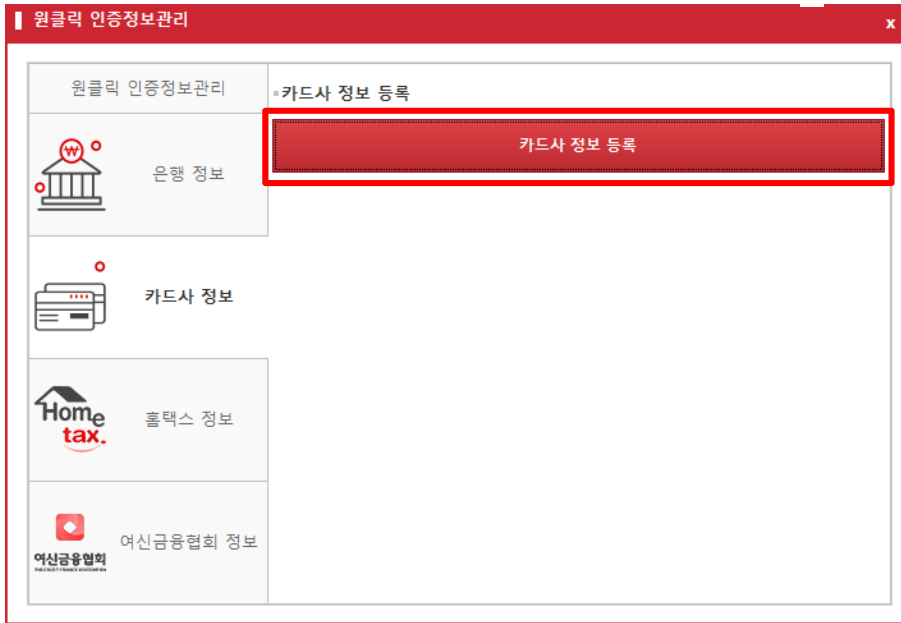 원클릭 인증정보관리
x
원클릭 인증정보관리
카드사 정보 등록
카드사 정보 등록
₩
은행 정보
카드사 정보
Home
tax.
홈택스 정보
여신금융협회
여신금융협회 정보